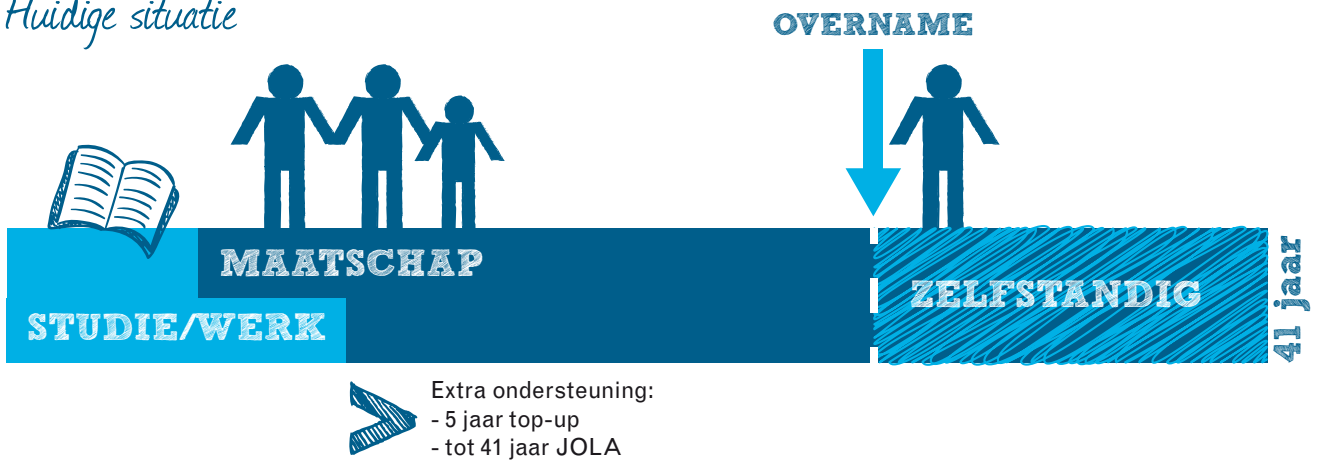 Huidige situatie
OVERNAME
MAATSCHAP
STUDIE/WERK
ZELFSTANDIG
41 jaar
Extra ondersteuning:
- 5 jaar top-up
- tot 41 jaar JOLA